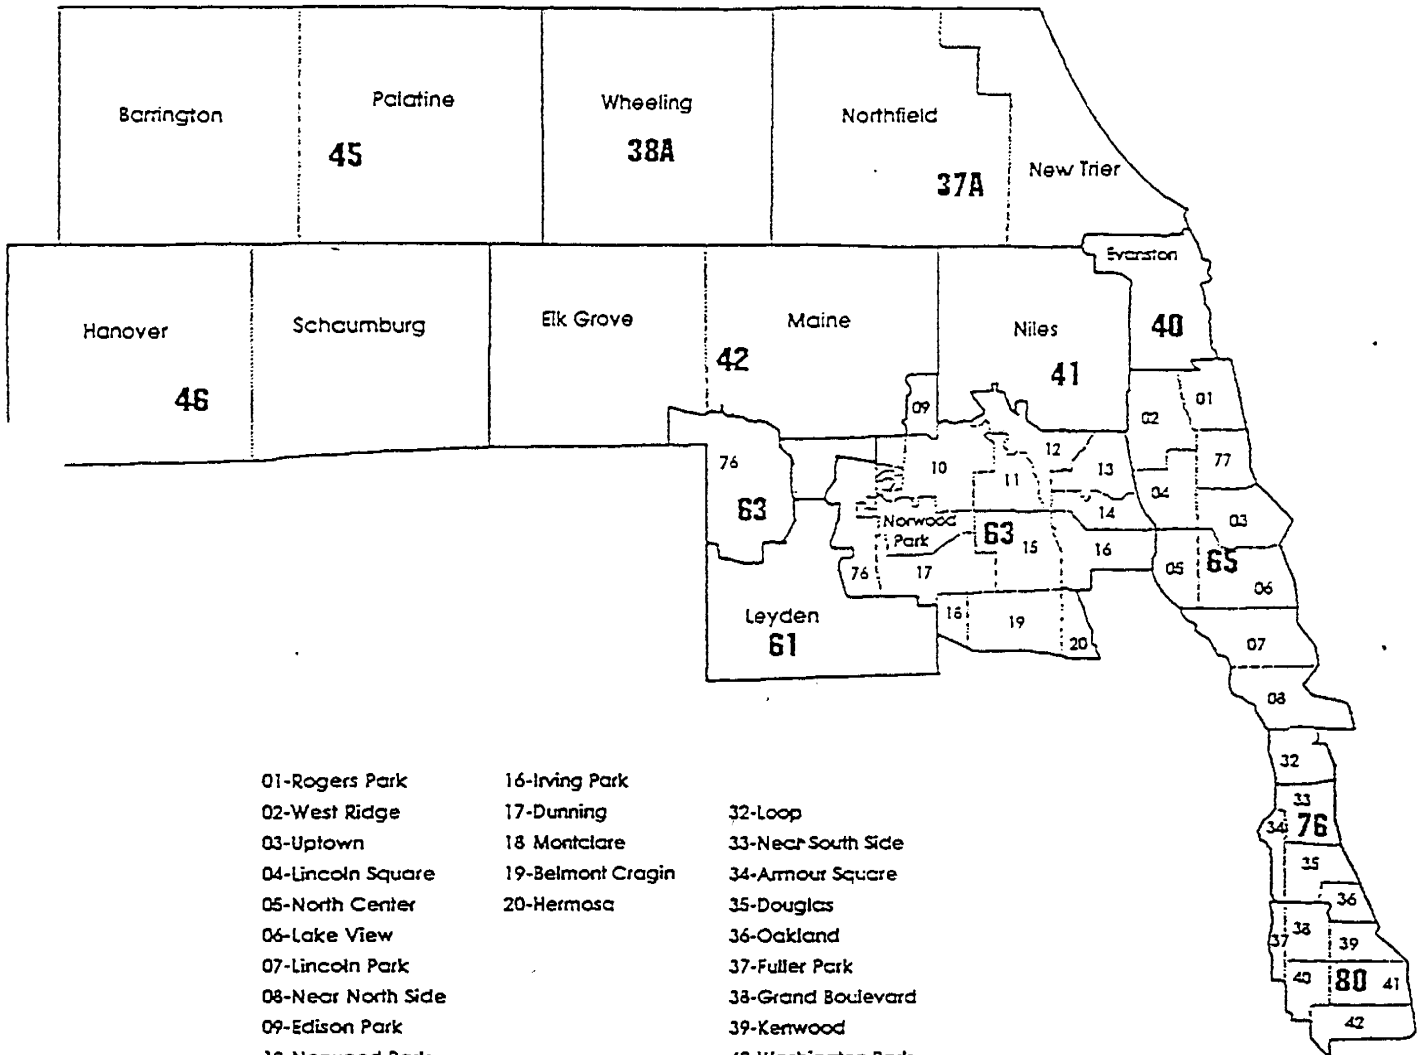 Barrington
Palatine
45
Wheeling
38A
Northfield
37A
New Trier
Evanston
40
Hanover
46
Schaumburg
Elk Grove
Maine
42
Niles
41
09
02
01
77
76
63
10
11
12
13
14
04
03
Norwood
Park
63
15
16
05
65
06
76
17
Leyden
61
18
19
20
07
08
32
33
34
76
35
36
37
38
39
40
80
41
42
01-Rogers Park
02-West Ridge
03-Uptown
04-Lincoln Square
05-North Center
06-Lake View
07-Lincoln Park
08-Near North Side
09-Edison Park
16-Irving Park
17-Dunning
18 Montclare
19-Belmont Cragin
20-Hermosa
32-Loop
33-Near South Side
34-Armour Square
35-Douglas
36-Oakland
37-Fuller Park
38-Grand Boulevard
39-Kenwood